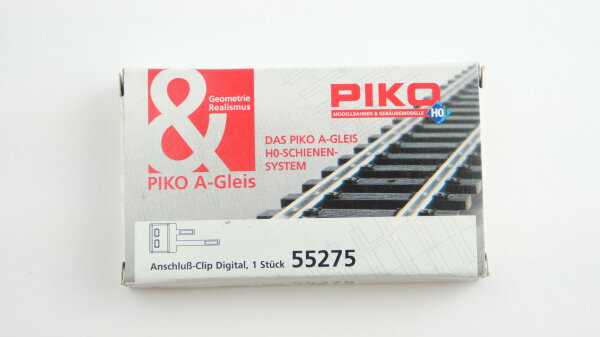 &
Geometrie
Realismus
PIKO A-Gleis
PIKO
MODELLBAHNEN & GEBÄUDEMODELLE
H0
DAS PIKO A-GLEIS
H0-SCHIENEN-
SYSTEM
Anschluß-Clip Digital, 1 Stück 55275